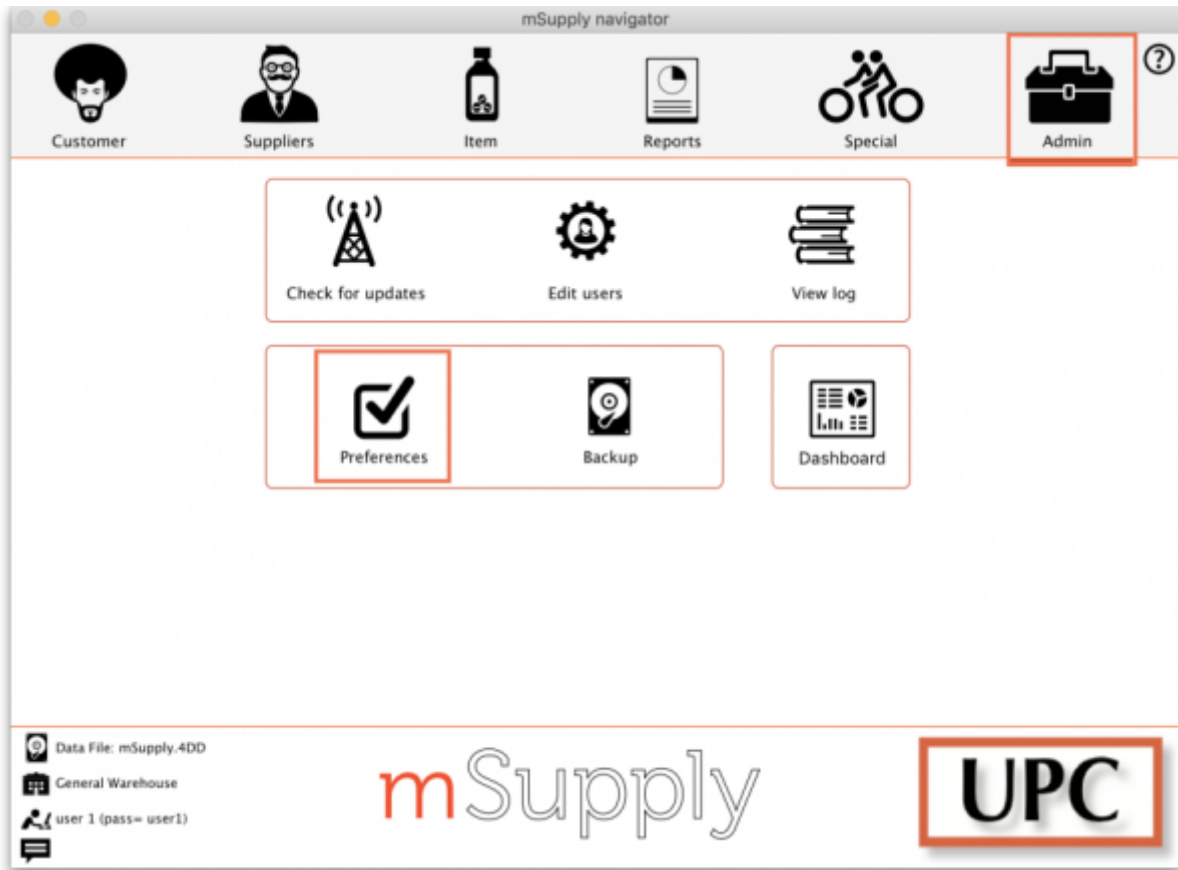 mSupply navigator
?
Customer Suppliers Item Reports Special Admin
Check for updates Edit users View log
Preferences Backup Dashboard
Data File: mSupply.4DD
General Warehouse
user 1 (pass= user1)
mSupply
UPC